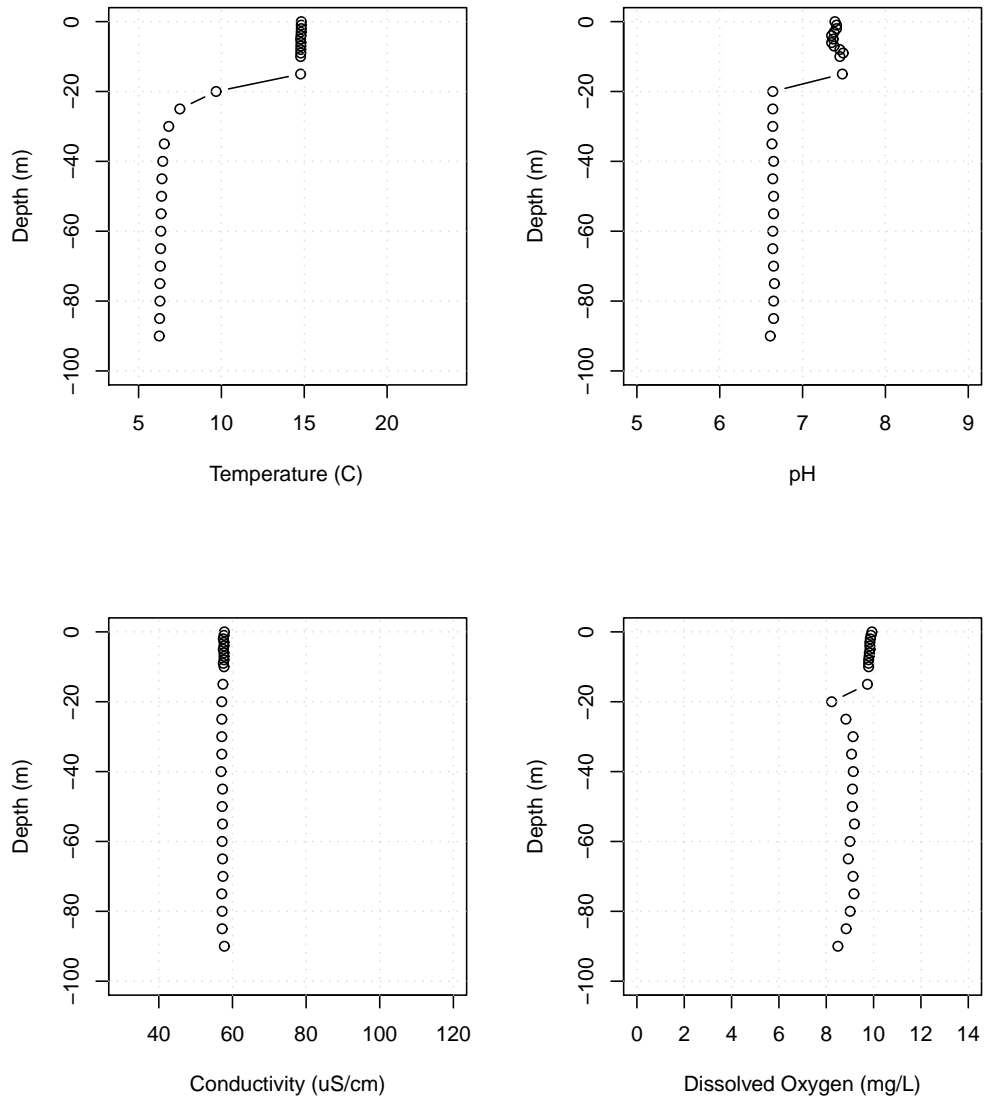 0
−20
−40
−60
−80
−100
Depth (m)
5 10 15 20
Temperature (C)
0
−20
−40
−60
−80
−100
Depth (m)
5 6 7 8 9
pH
0
−20
−40
−60
−80
−100
Depth (m)
40 60 80 100 120
Conductivity (uS/cm)
0
−20
−40
−60
−80
−100
Depth (m)
0 2 4 6 8 10 12 14
Dissolved Oxygen (mg/L)